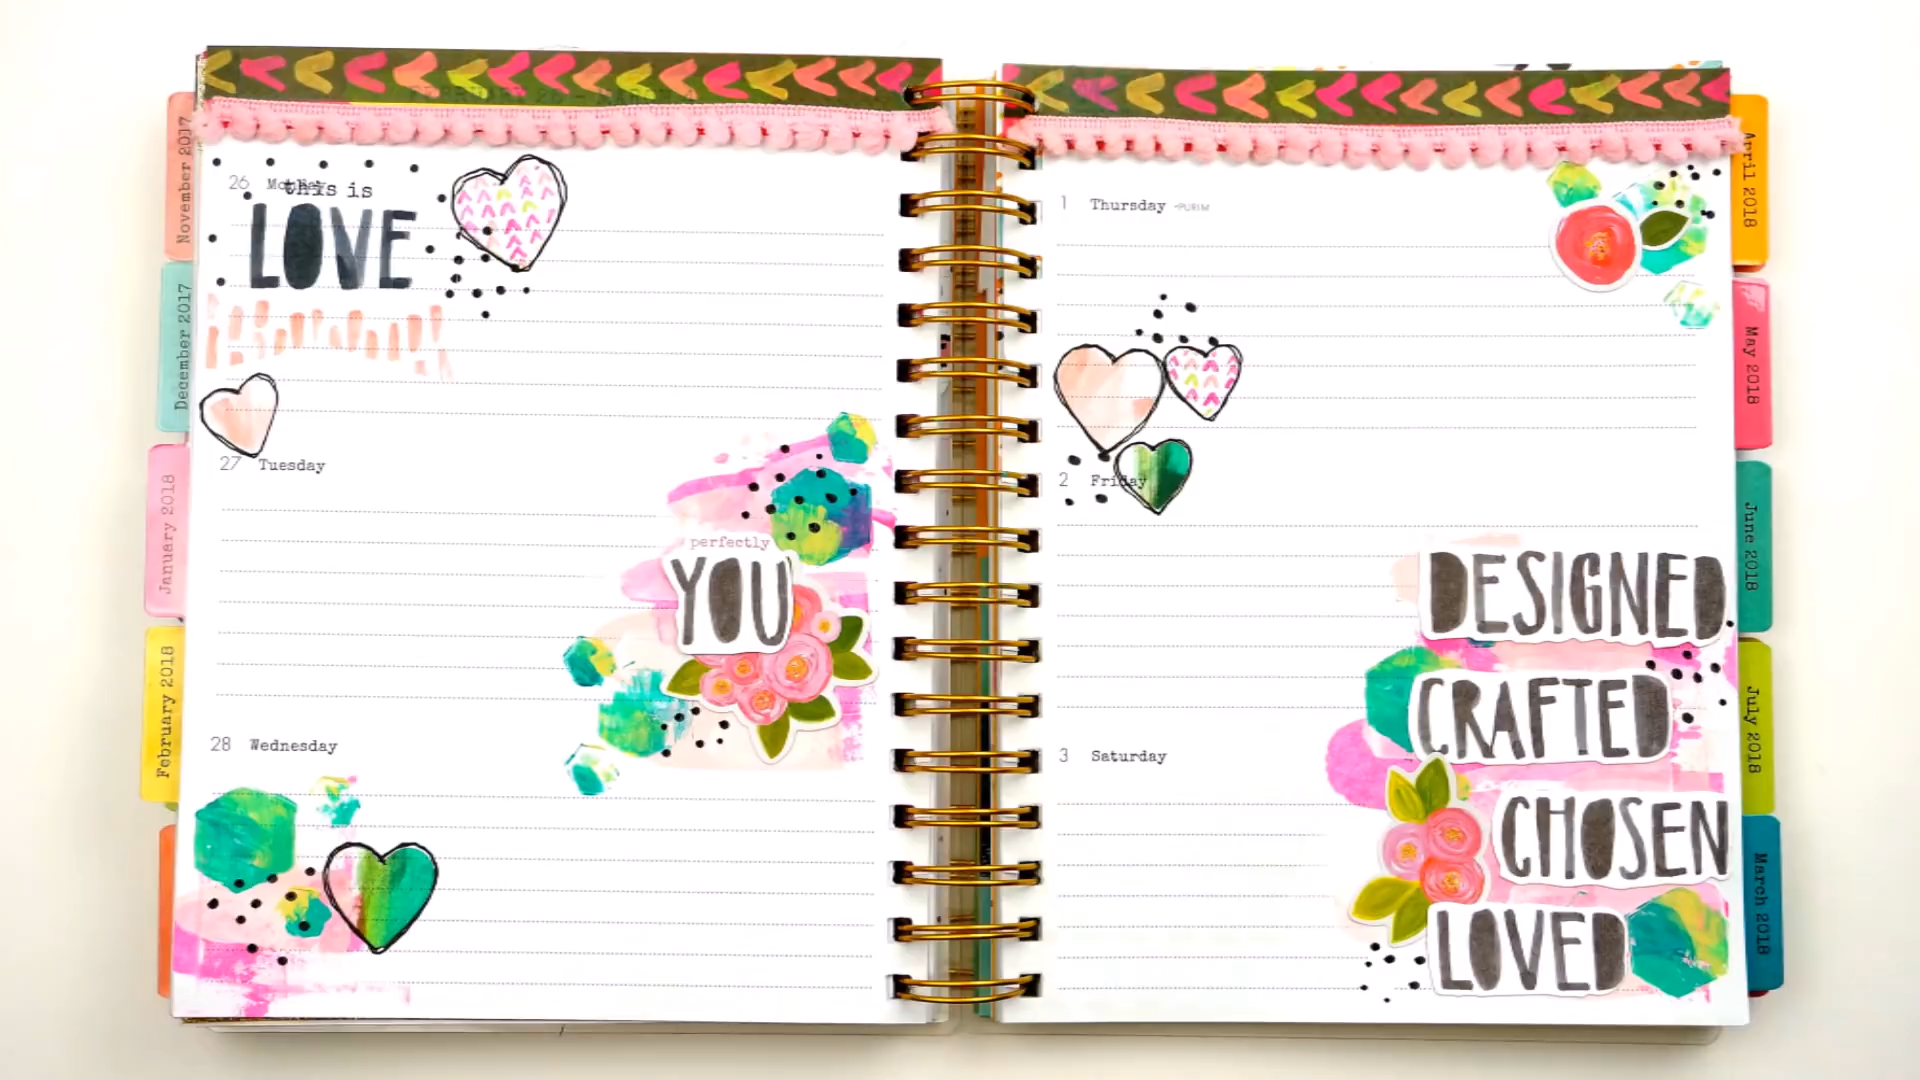 November 2017
December 2017
January 2018
February 2018
26 Monday
this is
LOVE
27 Tuesday
perfectly
YOU
28 Wednesday
1 Thursday -PURIM
2 Friday
DESIGNED
CRAFTED
3 Saturday
CHOSEN
LOVED
April 2018
May 2018
June 2018
July 2018
March 2018